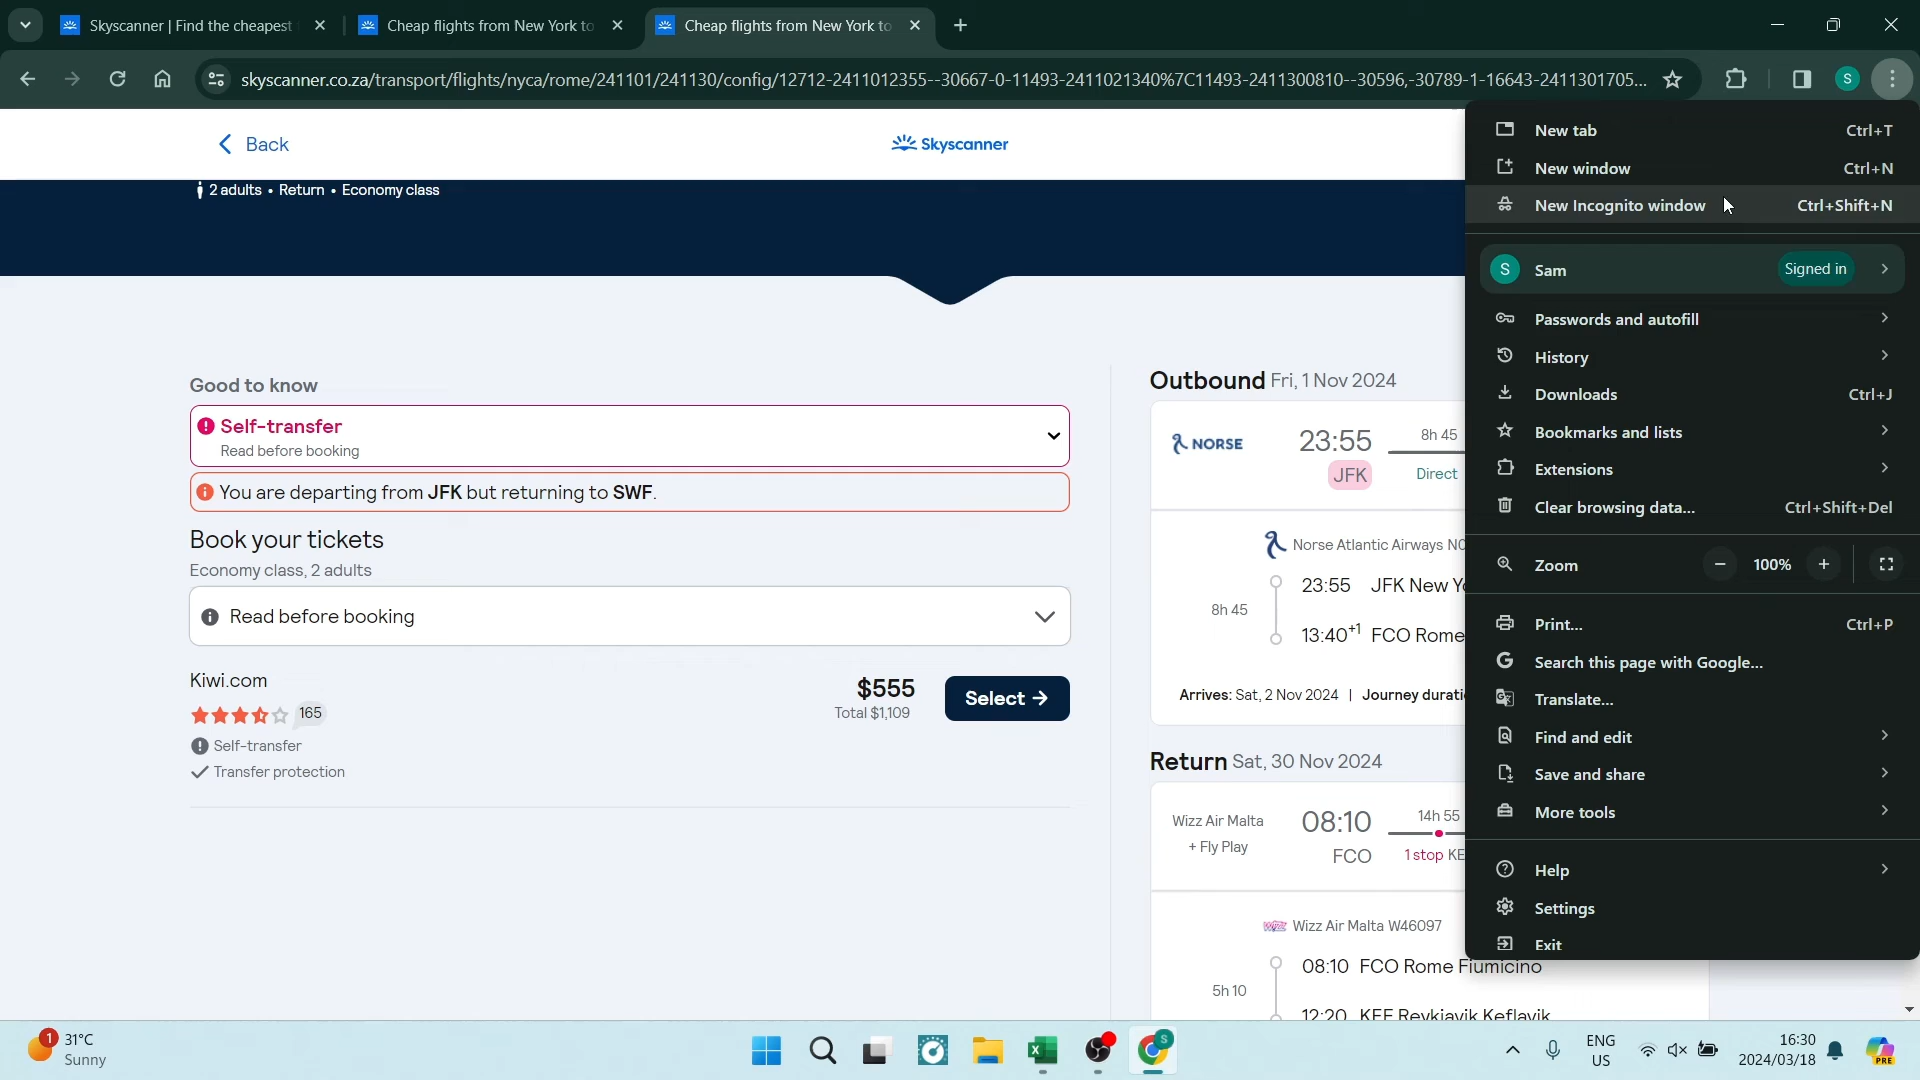 Skyscanner | Find the cheapest
Cheap flights from New York to
Cheap flights from New York to
skyscanner.co.za/transport/flights/nyca/rome/241101/241130/config/12712-2411012355--30667-0-11493-2411021340%7C11493-2411300810--30596,-30789-1-16643-2411301705...
S
Back
Skyscanner
2 adults • Return • Economy class
Good to know
Self-transfer
Read before booking
You are departing from JFK but returning to SWF.
Book your tickets
Economy class, 2 adults
Read before booking
Kiwi.com
165
$555
Total $1,109
Select →
Self-transfer
Transfer protection
Outbound Fri, 1 Nov 2024
NORSE
23:55
JFK
8h 45
Direct
Norse Atlantic Airways
23:55 JFK
8h 45
13:40+1 FCO Rome
Arrives: Sat, 2 Nov 2024 | Journey
Return Sat, 30 Nov 2024
Wizz Air Malta
+ Fly Play
08:10
FCO
14h 55
1 stop
Wizz Air Malta W46097
08:10 FCO Rome Fiumicino
5h 10
12:20 KEF Reykjavik Keflavik
New tab Ctrl+T
New window Ctrl+N
New Incognito window Ctrl+Shift+N
S Sam Signed in
Passwords and autofill
History
Downloads Ctrl+J
Bookmarks and lists
Extensions
Clear browsing data... Ctrl+Shift+Del
Zoom − 100% +
Print... Ctrl+P
Search this page with Google...
Translate...
Find and edit
Save and share
More tools
Help
Settings
Exit
1
31°C
Sunny
S
ENG
US
16:30
2024/03/18
PRE